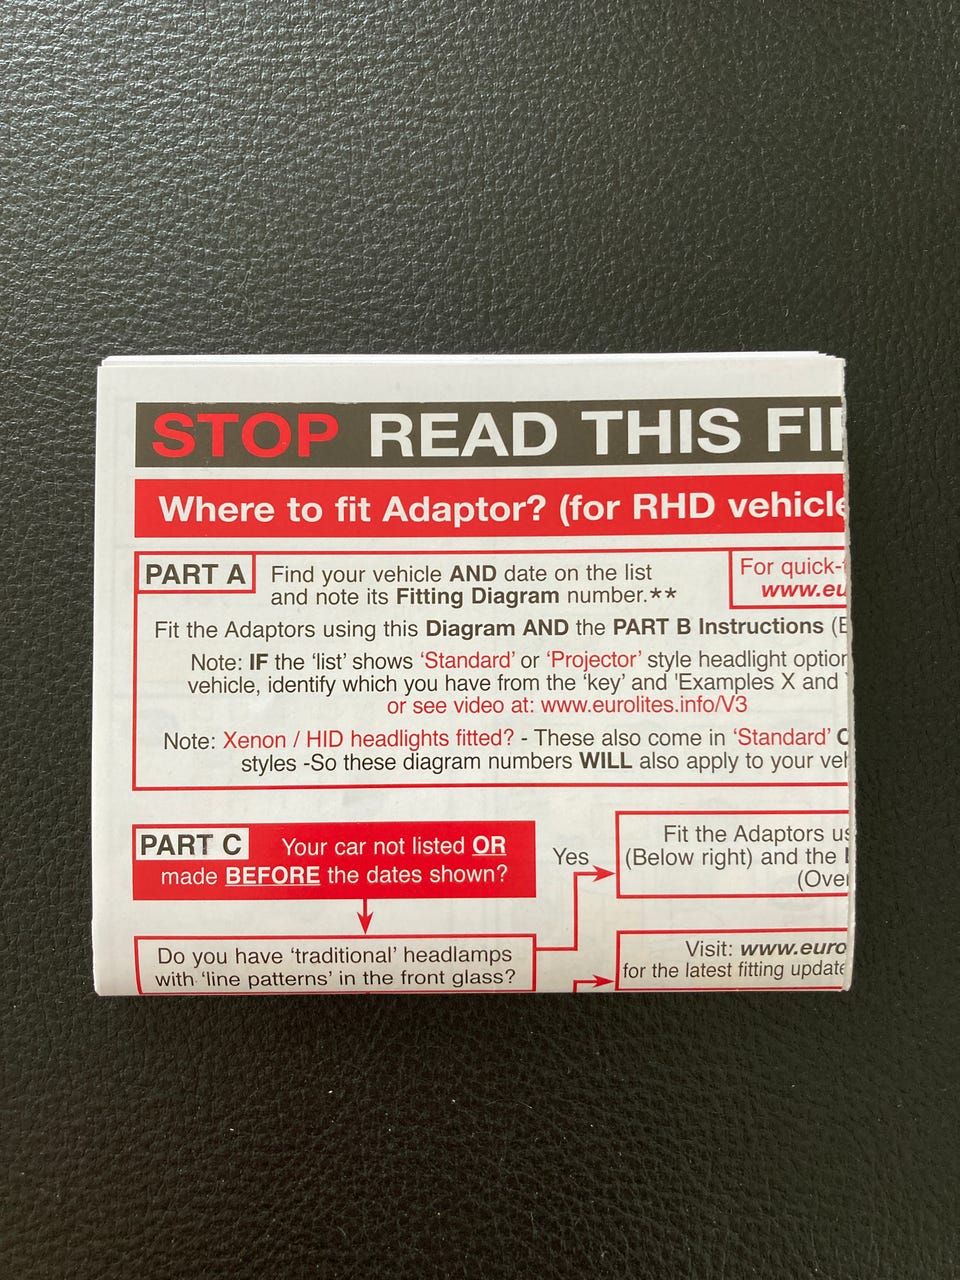 STOP READ THIS
Where to fit Adaptor? (for RHD
PART A
Find your vehicle AND date on the list
and note its Fitting Diagram number.**
For quick-
www.eu
Fit the Adaptors using this Diagram AND the PART B Instructions
Note: IF the 'list' shows 'Standard' or 'Projector' style headlight
vehicle, identify which you have from the 'key' and 'Examples X and
or see video at: www.eurolites.info/V3
Note: Xenon / HID headlights fitted? - These also come in 'Standard'
styles -So these diagram numbers WILL also apply to your
PART C
Your car not listed OR
made BEFORE the dates shown?
Yes
Fit the Adaptors
(Below right) and the
Do you have 'traditional' headlamps
with 'line patterns' in the front glass?
Visit: www.euro
for the latest fitting